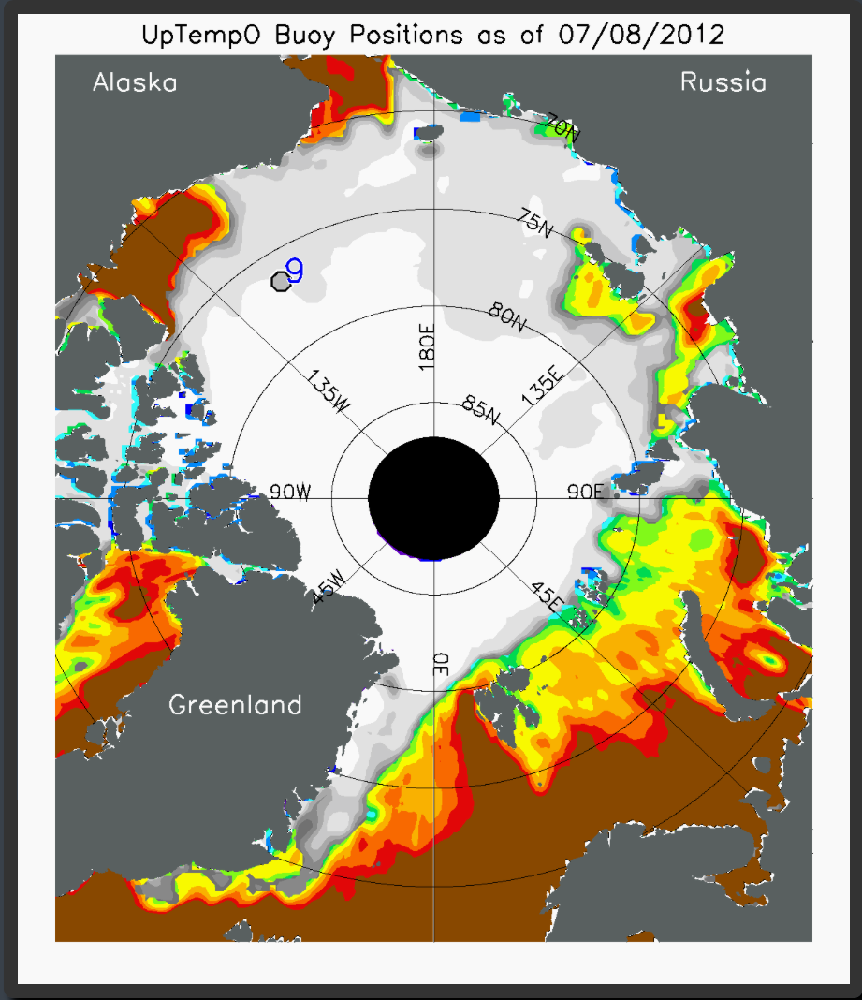 UpTempO Buoy Positions as of 07/08/2012
Alaska
Russia
70N
75N
9
80N
180E
135W
135E
85N
90W
90E
45W
45E
0E
Greenland